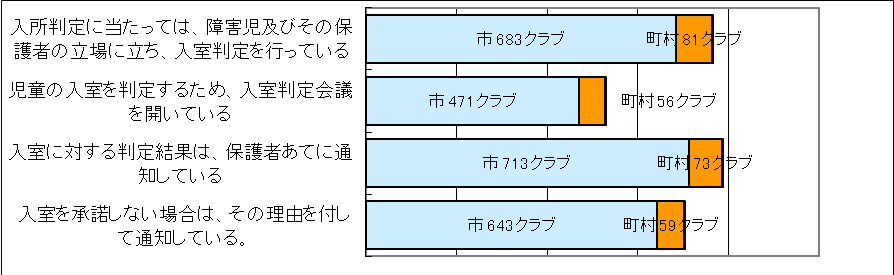 入所判定に当たっては、障害児及びその保
護者の立場に立ち、入室判定を行っている
市683クラブ
町村81クラブ
児童の入室を判定するため、入室判定会議
を開いている
市471クラブ
町村56クラブ
入室に対する判定結果は、保護者あてに通
知している
市713クラブ
町村73クラブ
入室を承諾しない場合は、その理由を付し
て通知している。
市643クラブ
町村59クラブ